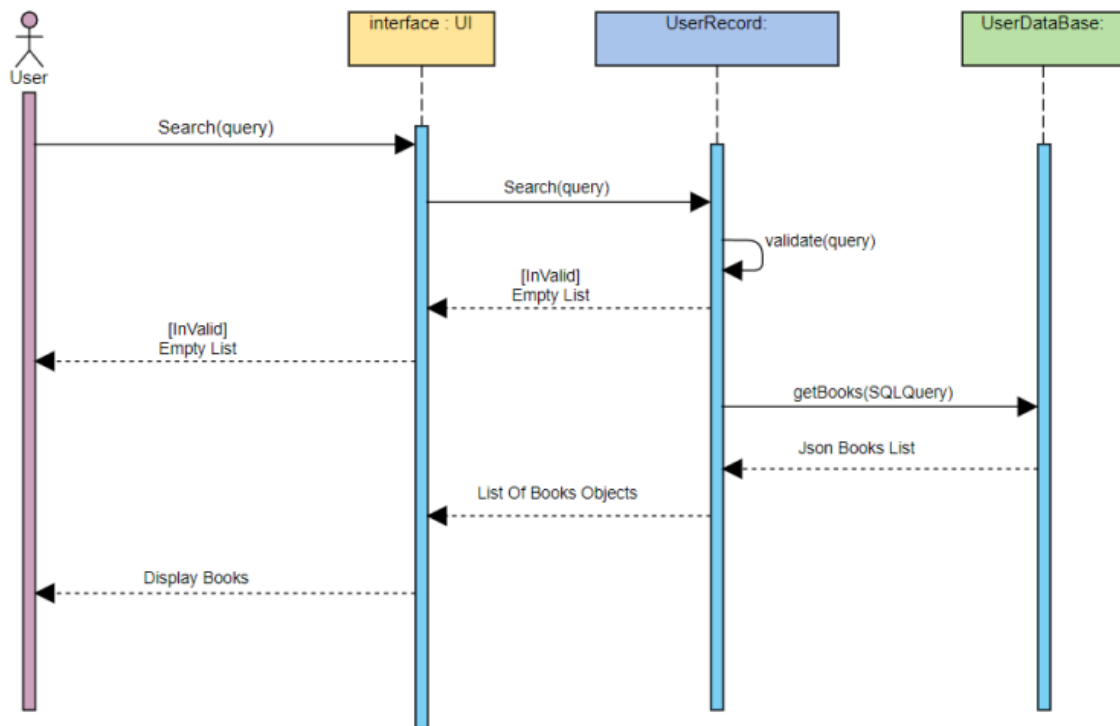 interface : UI
UserRecord:
UserDataBase:
User
Search(query)
Search(query)
validate(query)
[InValid]
Empty List
[InValid]
Empty List
getBooks(SQLQuery)
Json Books List
List Of Books Objects
Display Books